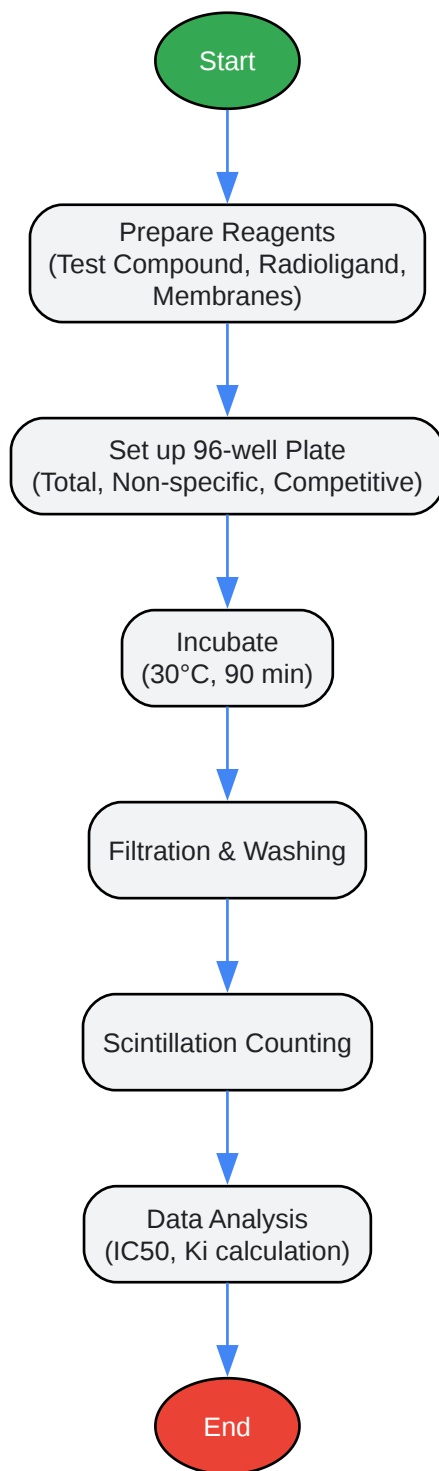 Start
Prepare Reagents
(Test Compound, Radioligand,
Membranes)
Set up 96-well Plate
(Total, Non-specific, Competitive)
Incubate
(30°C, 90 min)
Filtration & Washing
Scintillation Counting
Data Analysis
(IC50, Ki calculation)
End